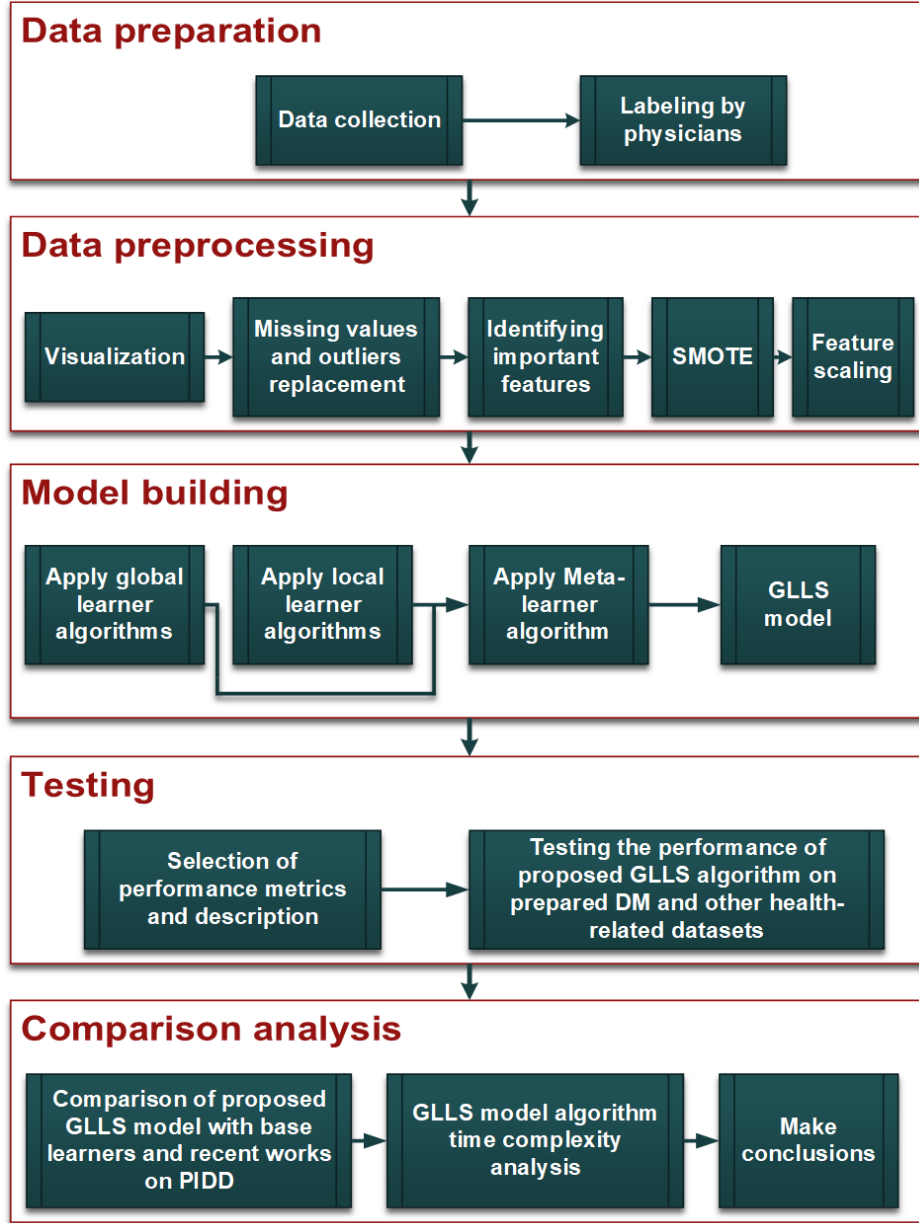 Data preparation
Data collection
Labeling by
physicians
Data preprocessing
Visualization
Missing values
and outliers
replacement
Identifying
important
features
SMOTE
Feature
scaling
Model building
Apply global
learner
algorithms
Apply local
learner
algorithms
Apply Meta-
learner
algorithm
GLLS
model
Testing
Selection of
performance metrics
and description
Testing the performance of
proposed GLLS algorithm on
prepared DM and other health-
related datasets
Comparison analysis
Comparison of proposed
GLLS model with base
learners and recent works
on PIDD
GLLS model algorithm
time complexity
analysis
Make
conclusions